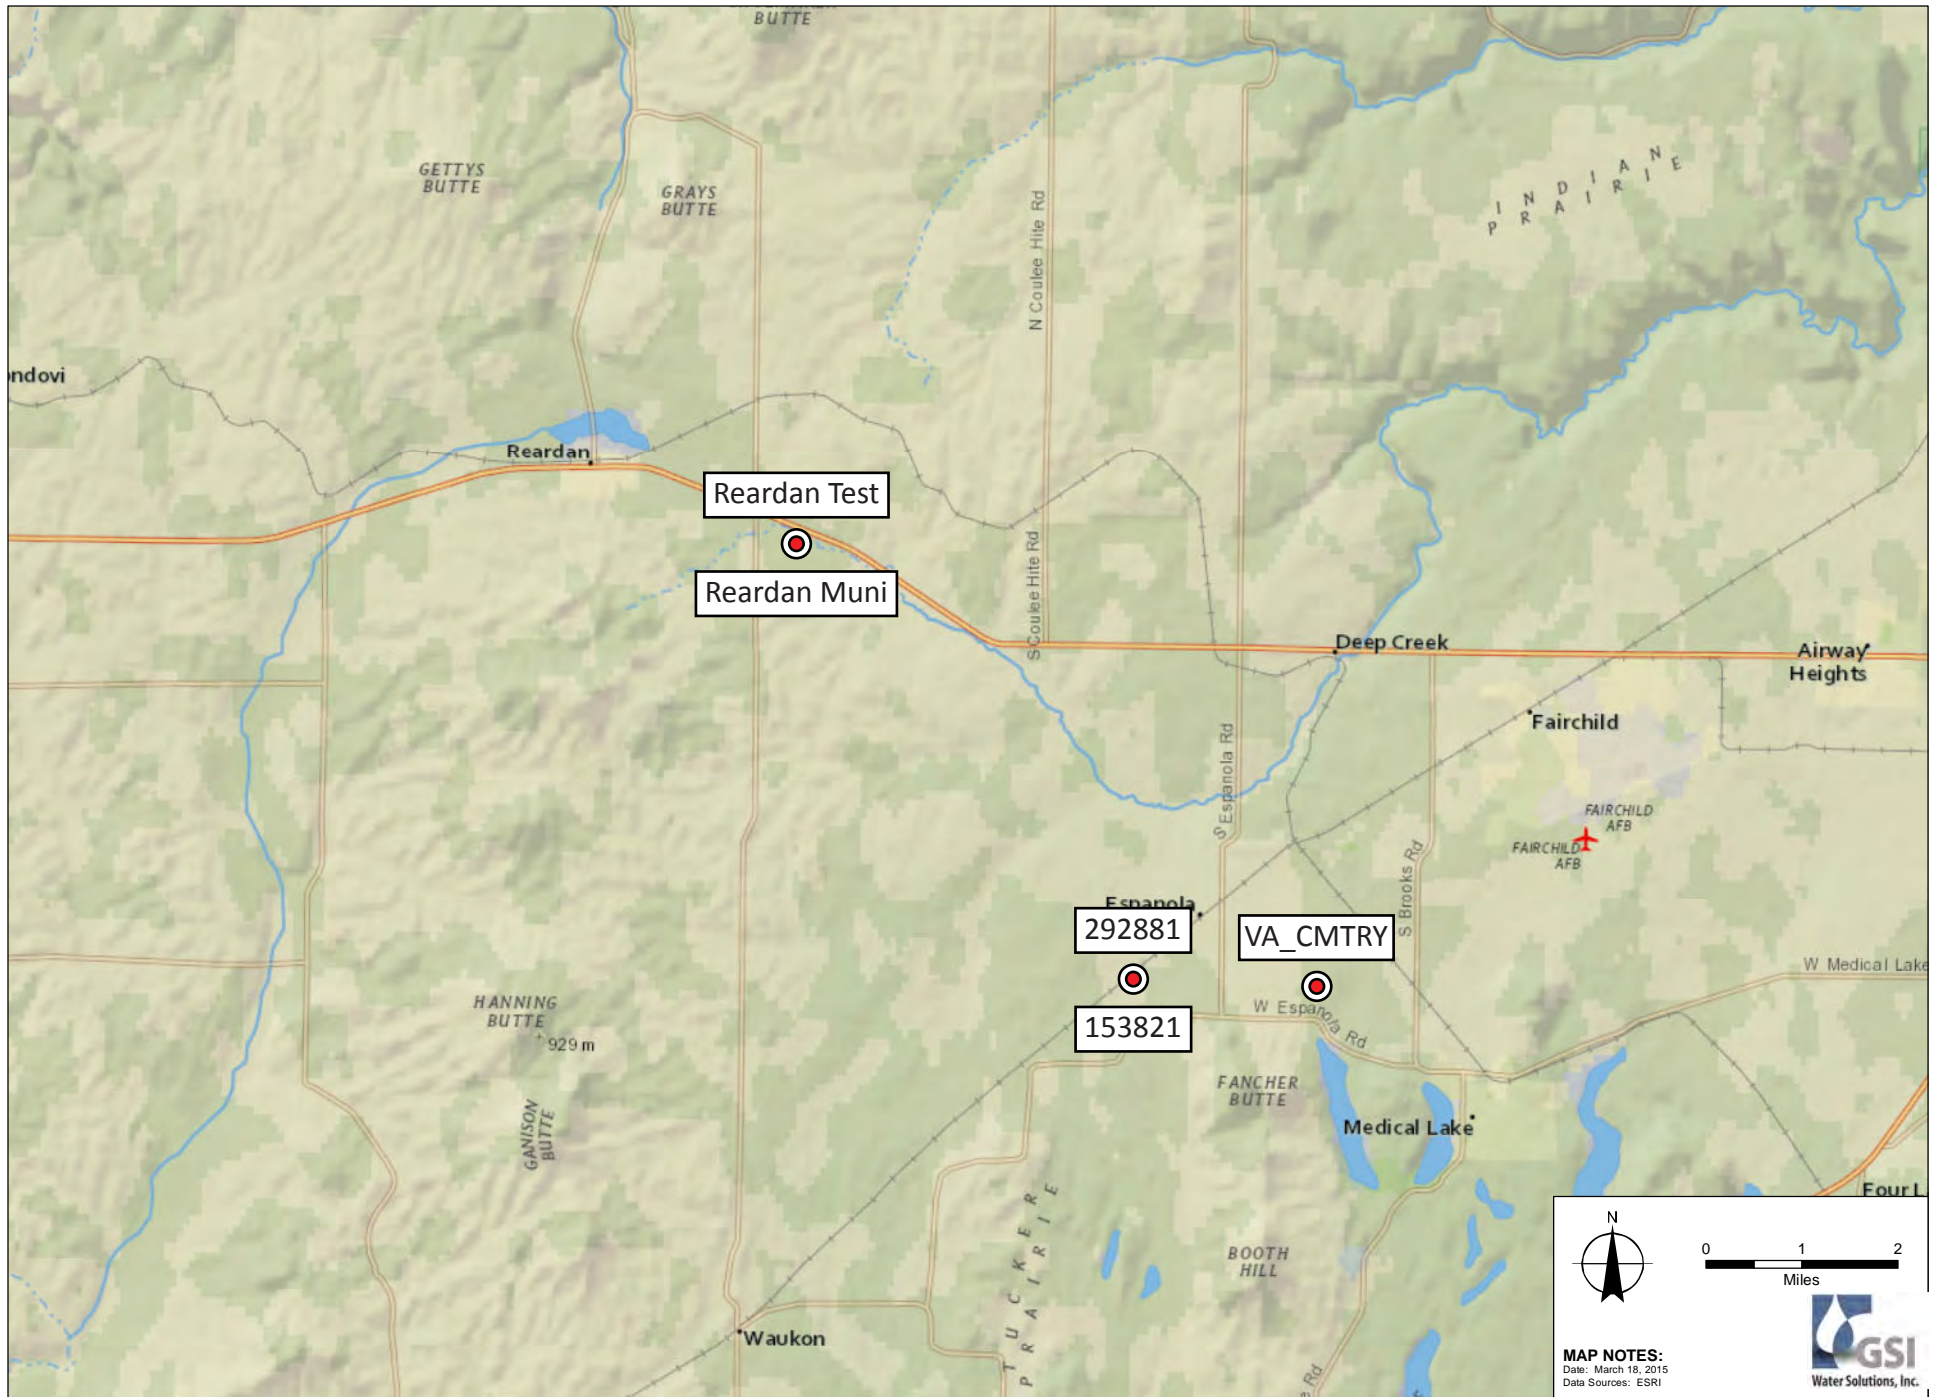 BUTTE
GETTYS
BUTTE
GRAYS
BUTTE
INDIAN
PRAIRIE
N Coulee Hite Rd
ondovi
Reardan
Reardan Test
Reardan Muni
S Coulee Hite Rd
Deep Creek
Airway
Heights
Fairchild
S Espanola Rd
FAIRCHILD
AFB
FAIRCHILD
AFB
S Brooks Rd
Espanola
292881
VA_CMTRY
153821
W Medical Lake
W Espanola Rd
HANNING
BUTTE
929 m
GANISON
BUTTE
FANCHER
BUTTE
Medical Lake
TRUCKER
PRAIRIE
Four L
BOOTH
HILL
Waukon
e Rd
N
0 1 2
Miles
MAP NOTES:
Date: March 18, 2015
Data Sources: ESRI
GSI
Water Solutions, Inc.